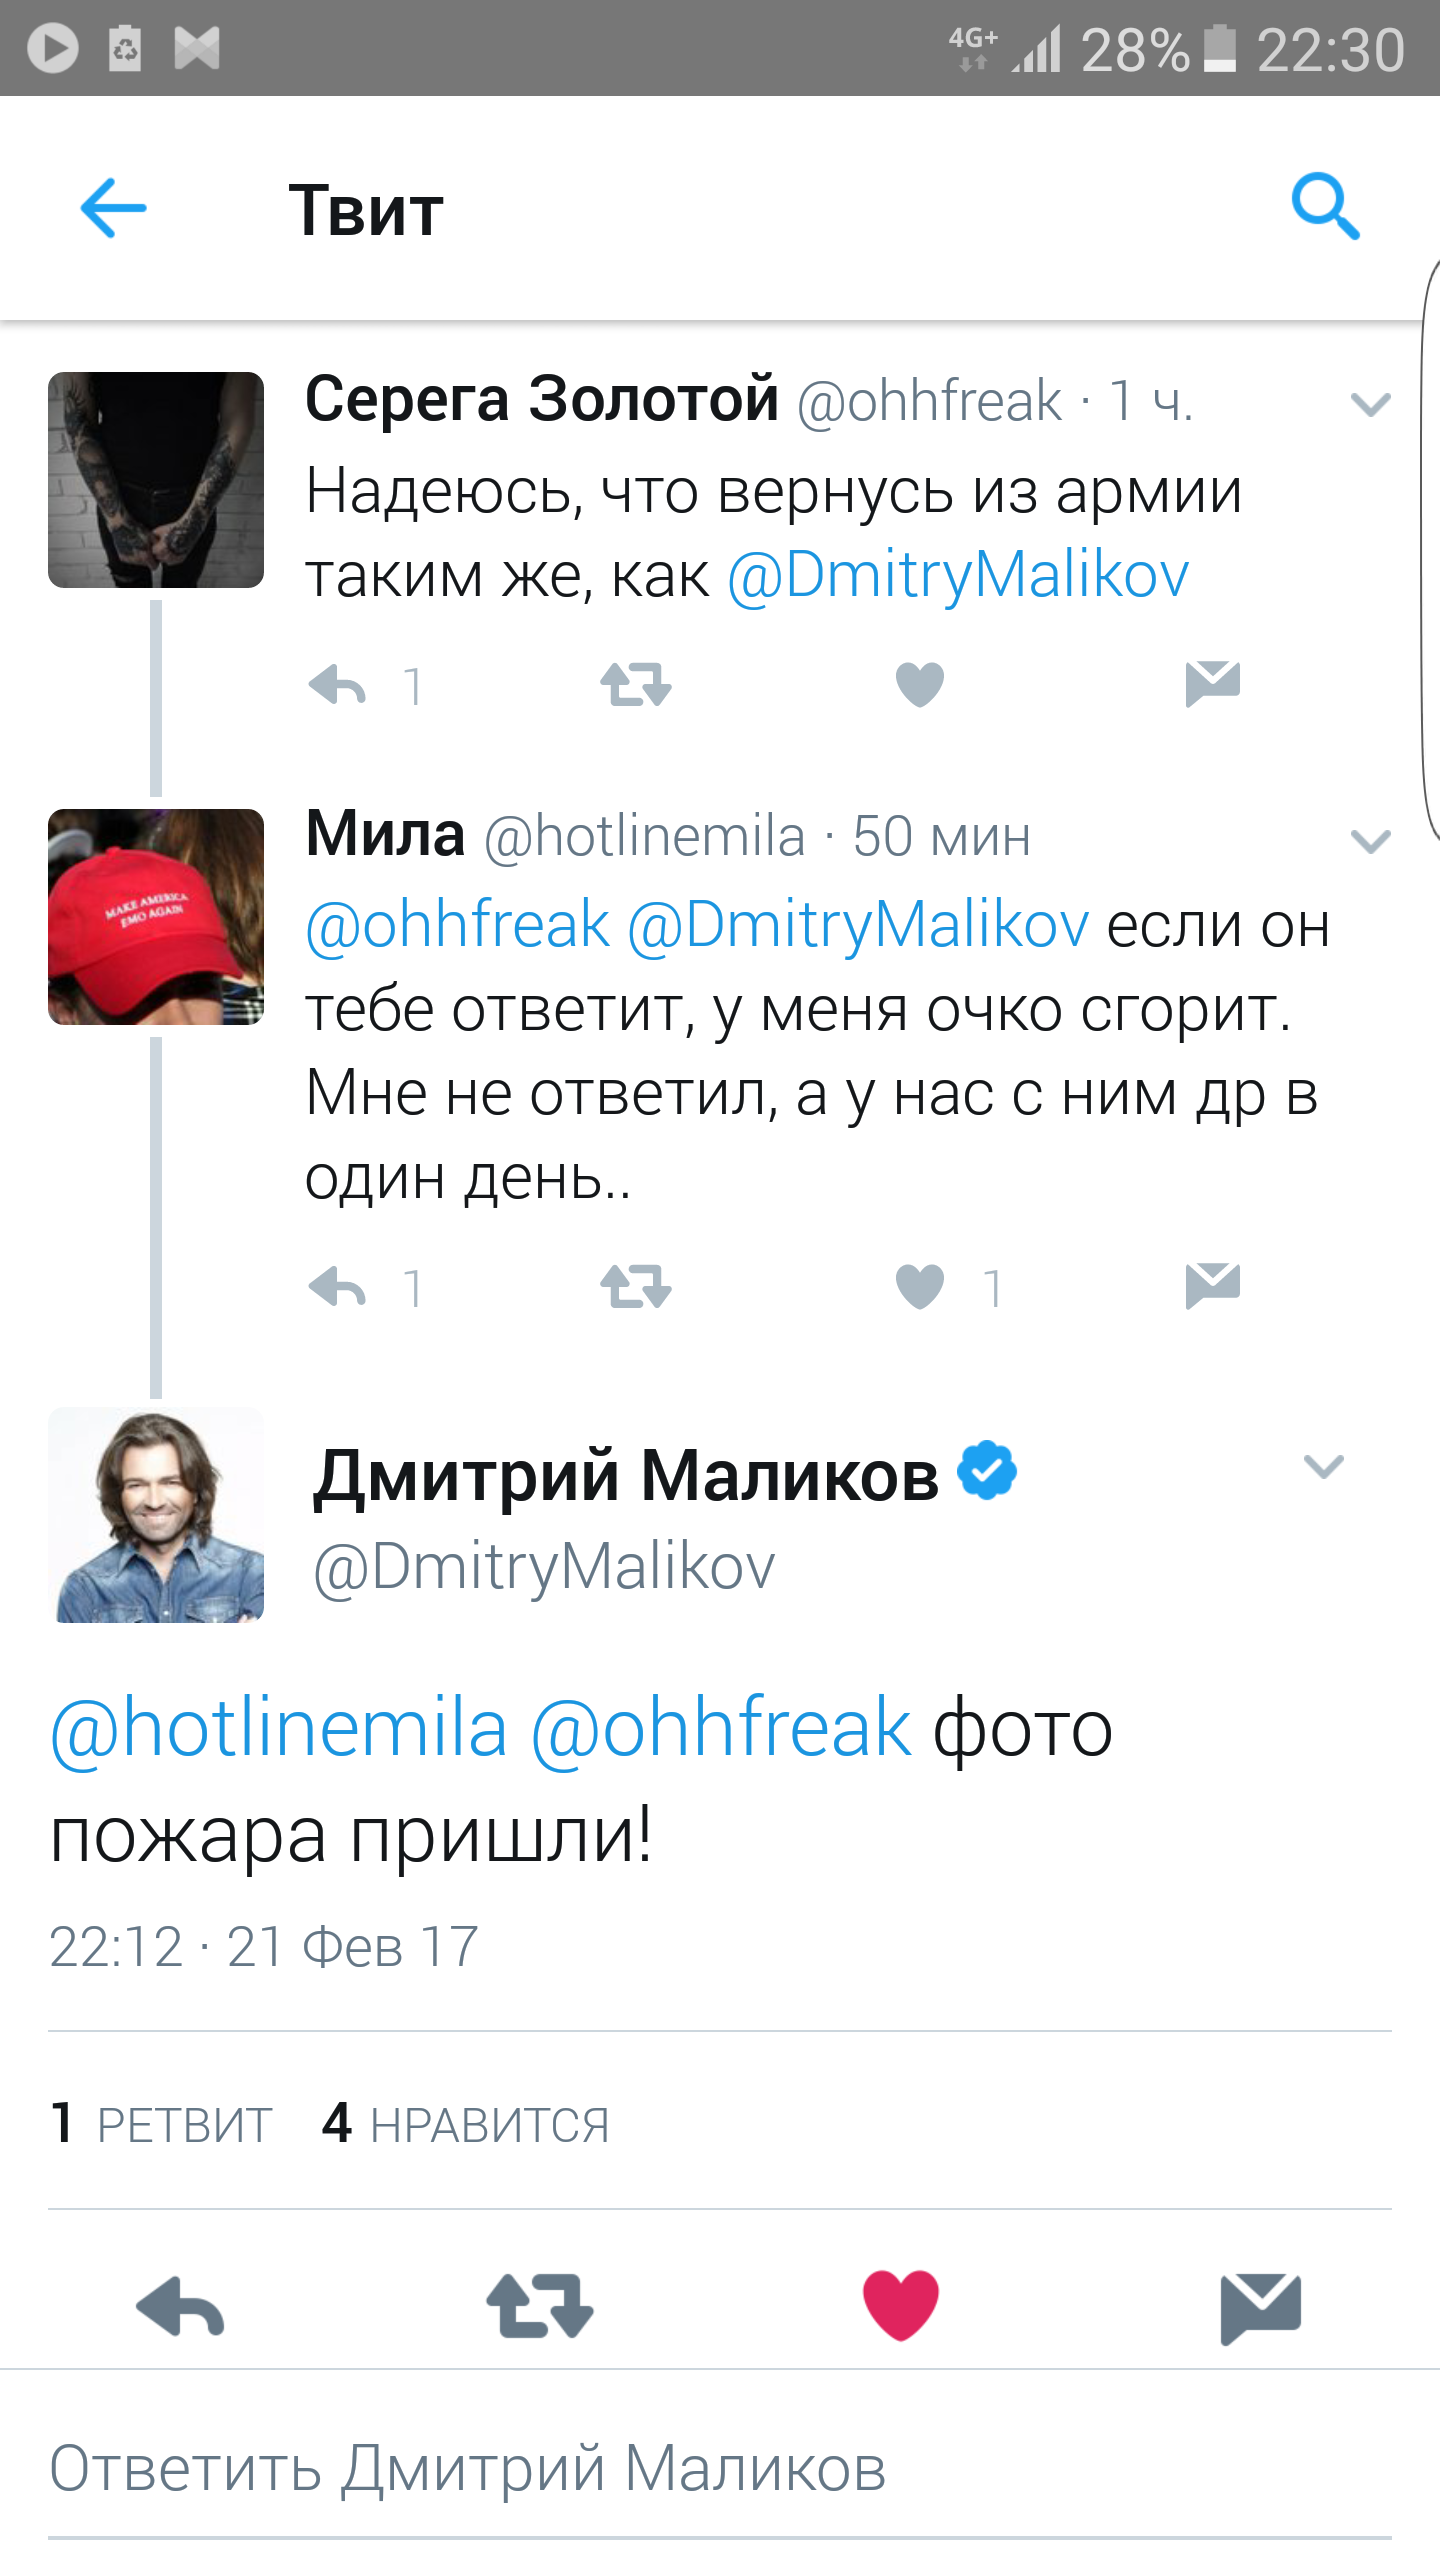 4G+ 28% 22:30
Твит
Серега Золотой @ohhfreak · 1 ч.
Надеюсь, что вернусь из армии
таким же, как @DmitryMalikov
1
MAKE AMERICA
EMO AGAIN
Мила @hotlinemila · 50 мин
@ohhfreak @DmitryMalikov если он
тебе ответит, у меня очко сгорит.
Мне не ответил, а у нас с ним др в
один день..
1 1
Дмитрий Маликов
@DmitryMalikov
@hotlinemila @ohhfreak фото
пожара пришли!
22:12 · 21 Фев 17
1 РЕТВИТ 4 НРАВИТСЯ
Ответить Дмитрий Маликов